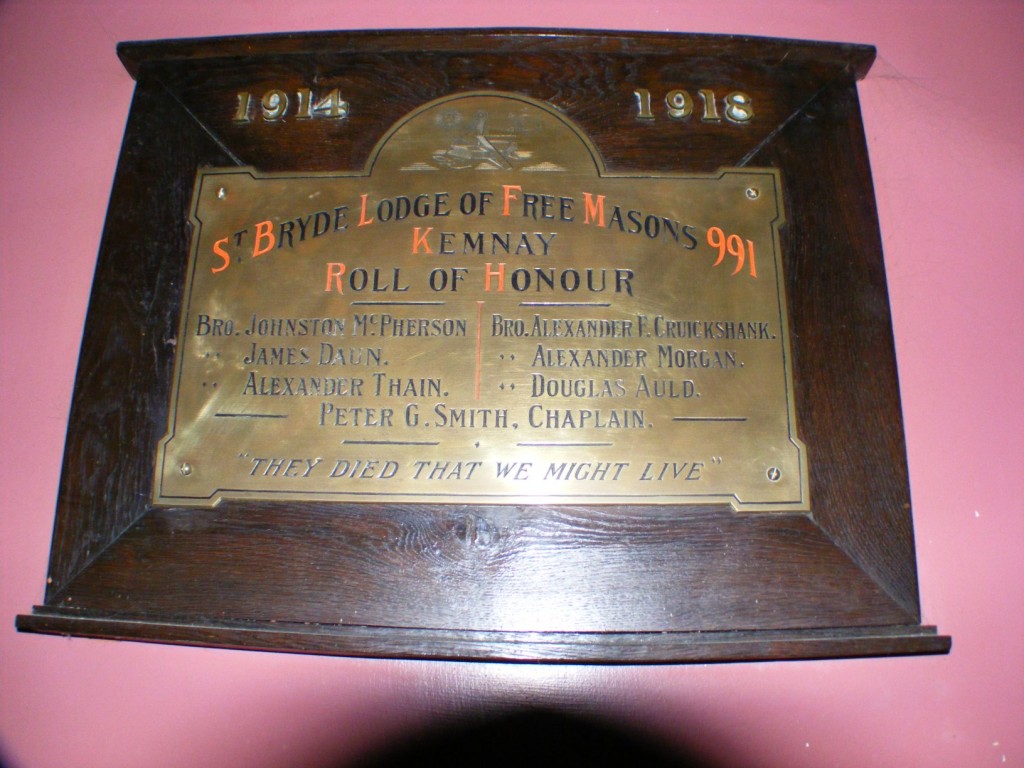 1914 1918
ST. BRYDE LODGE OF FREE MASONS 991
KEMNAY
ROLL OF HONOUR
BRO. JOHNSTON McPHERSON
,, JAMES DAUN.
,, ALEXANDER THAIN.
BRO. ALEXANDER F. CRUICKSHANK.
,, ALEXANDER MORGAN.
,, DOUGLAS AULD.
PETER G. SMITH, CHAPLAIN.
"THEY DIED THAT WE MIGHT LIVE"